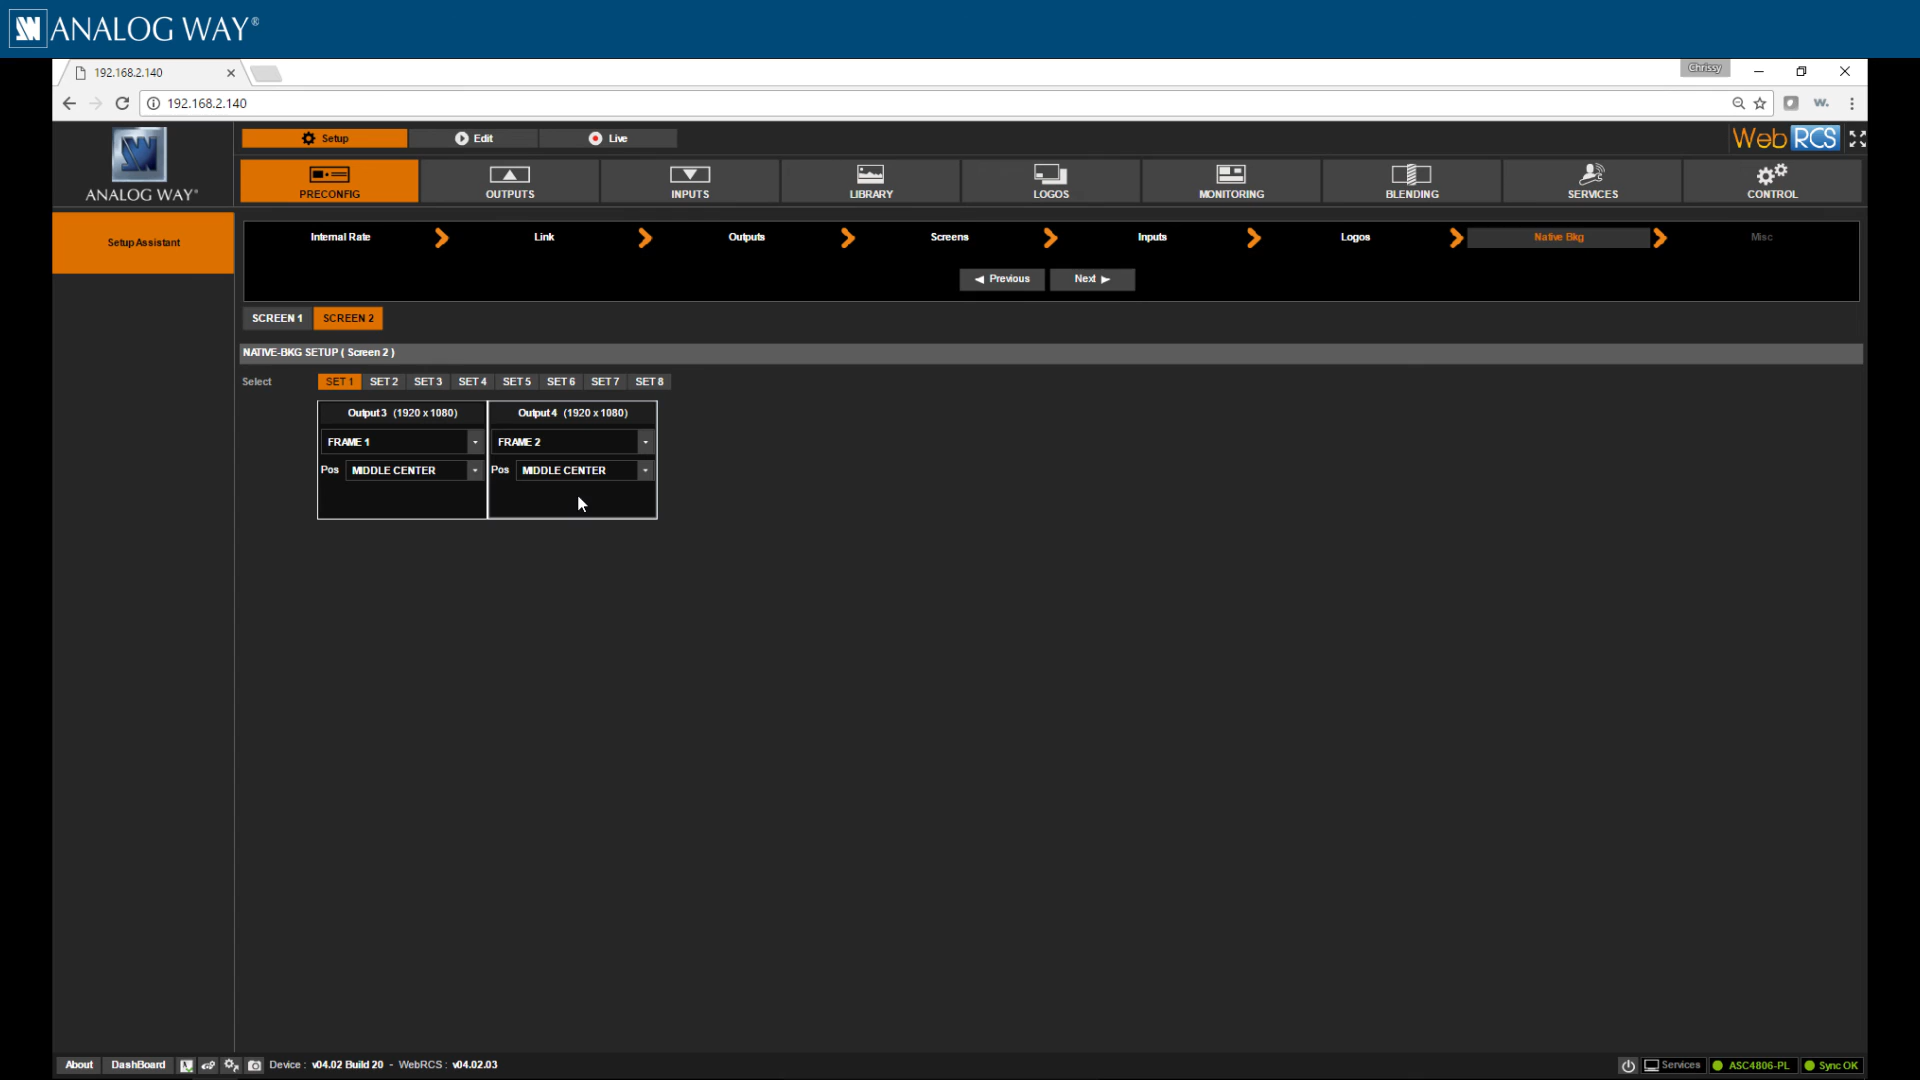 ANALOG WAY®
192.168.2.140
Chrissy
192.168.2.140
w.
Setup Edit Live
Web RCS
ANALOG WAY®
PRECONFIG OUTPUTS INPUTS LIBRARY LOGOS MONITORING BLENDING SERVICES CONTROL
Setup Assistant
Internal Rate Link Outputs Screens Inputs Logos Native Bkg Misc
Previous Next
SCREEN 1 SCREEN 2
NATIVE-BKG SETUP ( Screen 2 )
Select SET 1 SET 2 SET 3 SET 4 SET 5 SET 6 SET 7 SET 8
Output 3 (1920 x 1080) Output 4 (1920 x 1080)
FRAME 1 FRAME 2
Pos MIDDLE CENTER Pos MIDDLE CENTER
About DashBoard Device : v04.02 Build 20 - WebRCS : v04.02.03 Services ASC4806-PL Sync OK